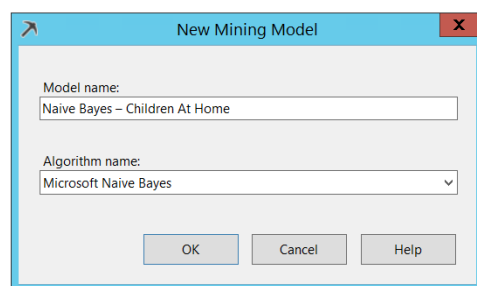 New Mining Model
x
Model name:
Naive Bayes – Children At Home
Algorithm name:
Microsoft Naive Bayes
OK Cancel Help